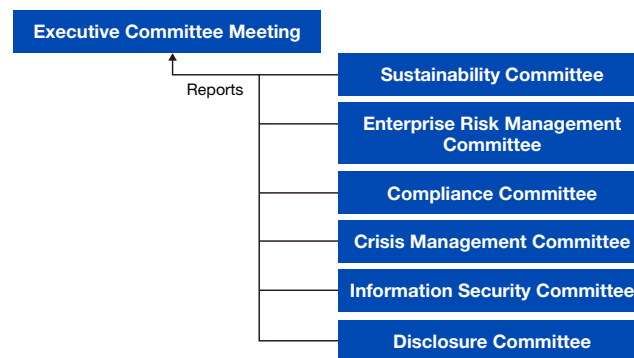 Executive Committee Meeting
Sustainability Committee
Reports
Enterprise Risk Management
Committee
Compliance Committee
Crisis Management Committee
Information Security Committee
Disclosure Committee